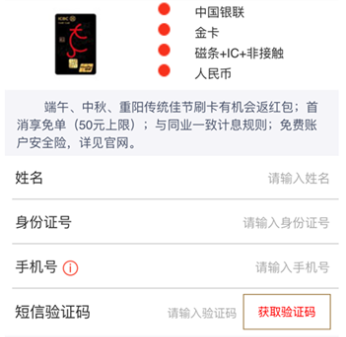 中国银联
金卡
磁条+IC+非接触
人民币
端午、中秋、重阳传统佳节刷卡有机会返红包；首
消享免单（50元上限）；与同业一致计息规则；免费账
户安全险，详见官网。
姓名 请输入姓名
身份证号 请输入身份证号
手机号 请输入手机号
短信验证码 请输入验证码 获取验证码